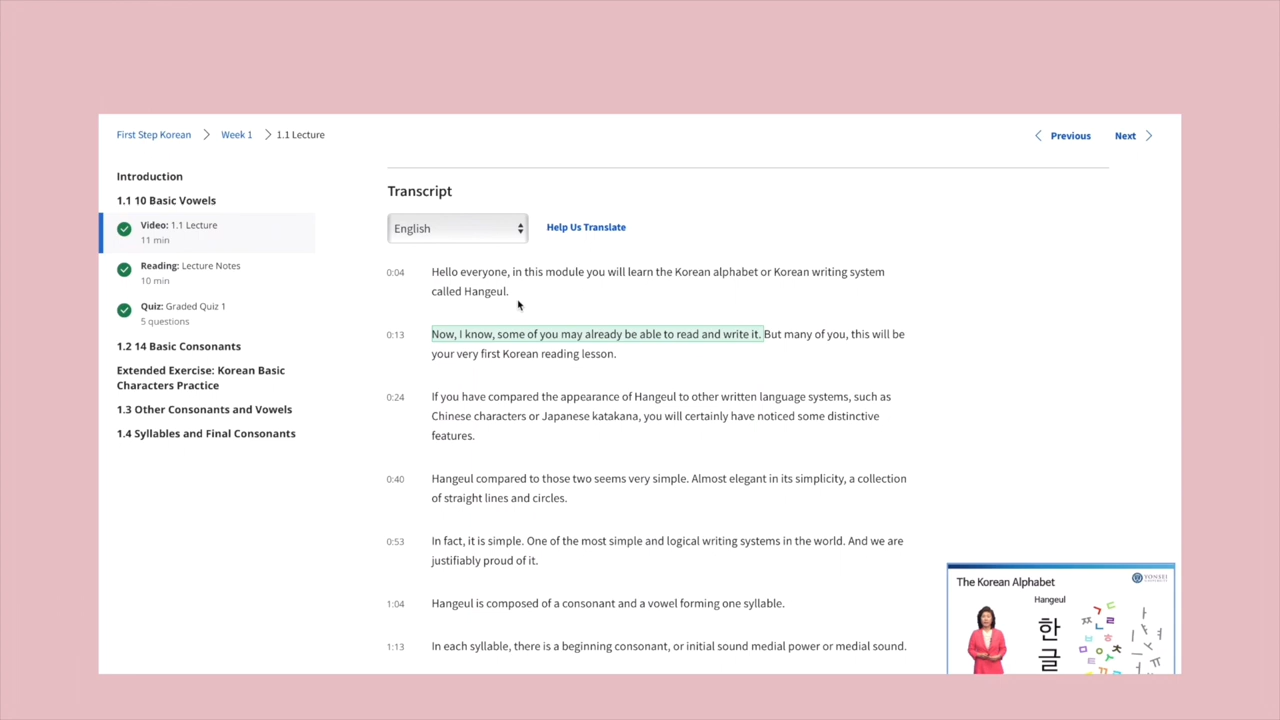 First Step Korean
Week 1
1.1 Lecture
Previous
Next
Introduction
1.1 10 Basic Vowels
Video: 1.1 Lecture
11 min
Reading: Lecture Notes
10 min
Quiz: Graded Quiz 1
5 questions
1.2 14 Basic Consonants
Extended Exercise: Korean Basic
Characters Practice
1.3 Other Consonants and Vowels
1.4 Syllables and Final Consonants
Transcript
English
Help Us Translate
0:04
Hello everyone, in this module you will learn the Korean alphabet or Korean writing system
called Hangeul.
0:13
Now, I know, some of you may already be able to read and write it. But many of you, this will be
your very first Korean reading lesson.
0:24
If you have compared the appearance of Hangeul to other written language systems, such as
Chinese characters or Japanese katakana, you will certainly have noticed some distinctive
features.
0:40
Hangeul compared to those two seems very simple. Almost elegant in its simplicity, a collection
of straight lines and circles.
0:53
In fact, it is simple. One of the most simple and logical writing systems in the world. And we are
justifiably proud of it.
1:04
Hangeul is composed of a consonant and a vowel forming one syllable.
1:13
In each syllable, there is a beginning consonant, or initial sound medial power or medial sound.
The Korean Alphabet
YONSEI
Hangeul
한
글